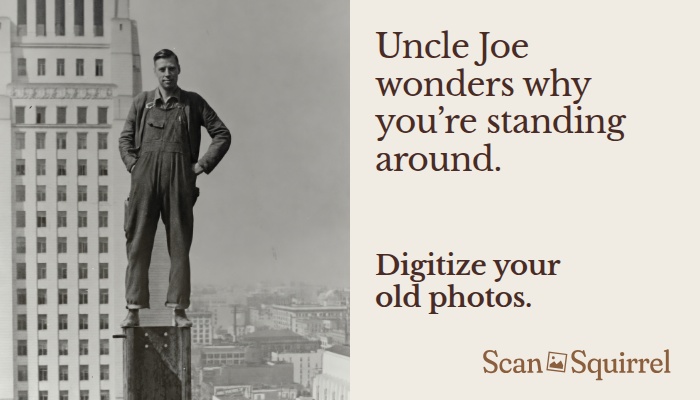 Uncle Joe
wonders why
you're standing
around.
Digitize your
old photos.
Scan Squirrel